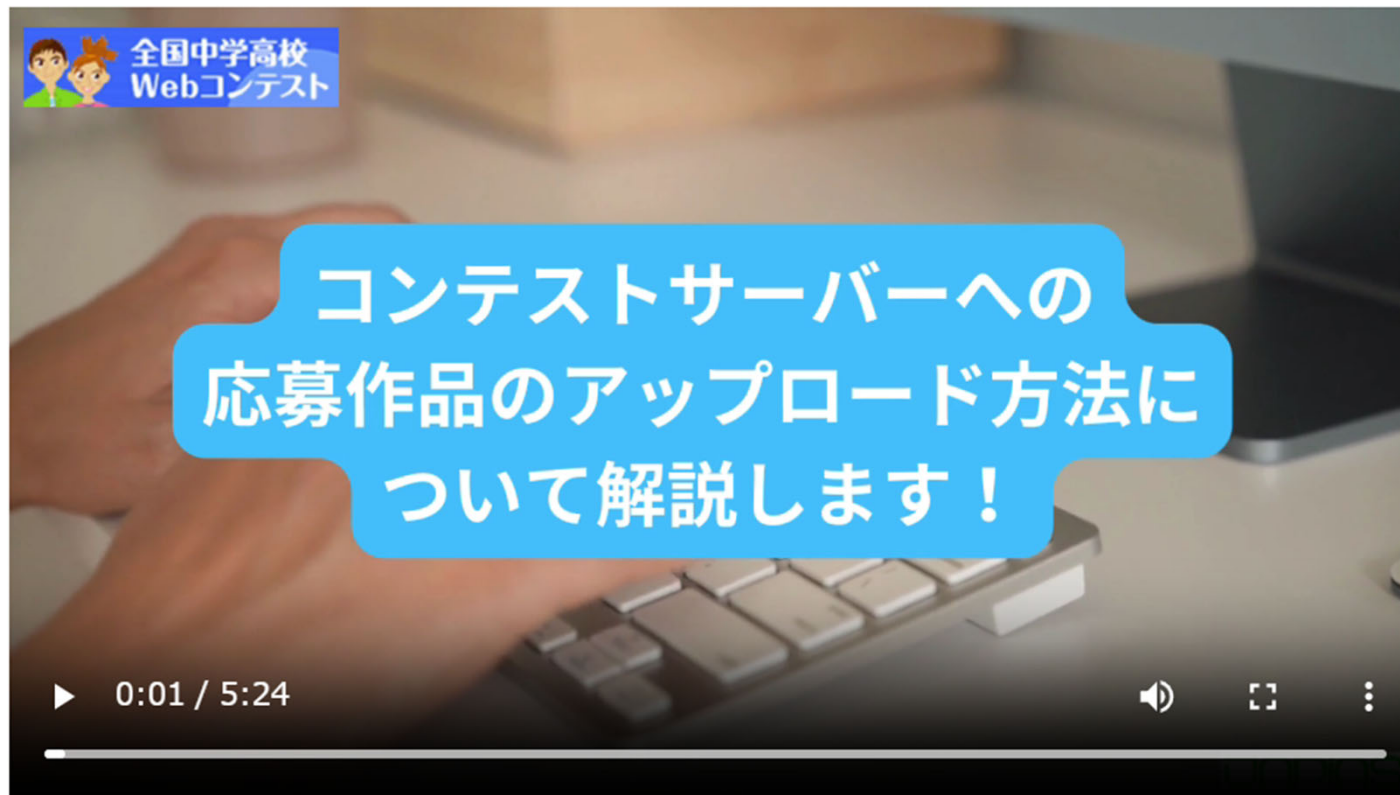 全国中学高校
Webコンテスト
コンテストサーバーへの
応募作品のアップロード方法に
ついて解説します！
0:01 / 5:24